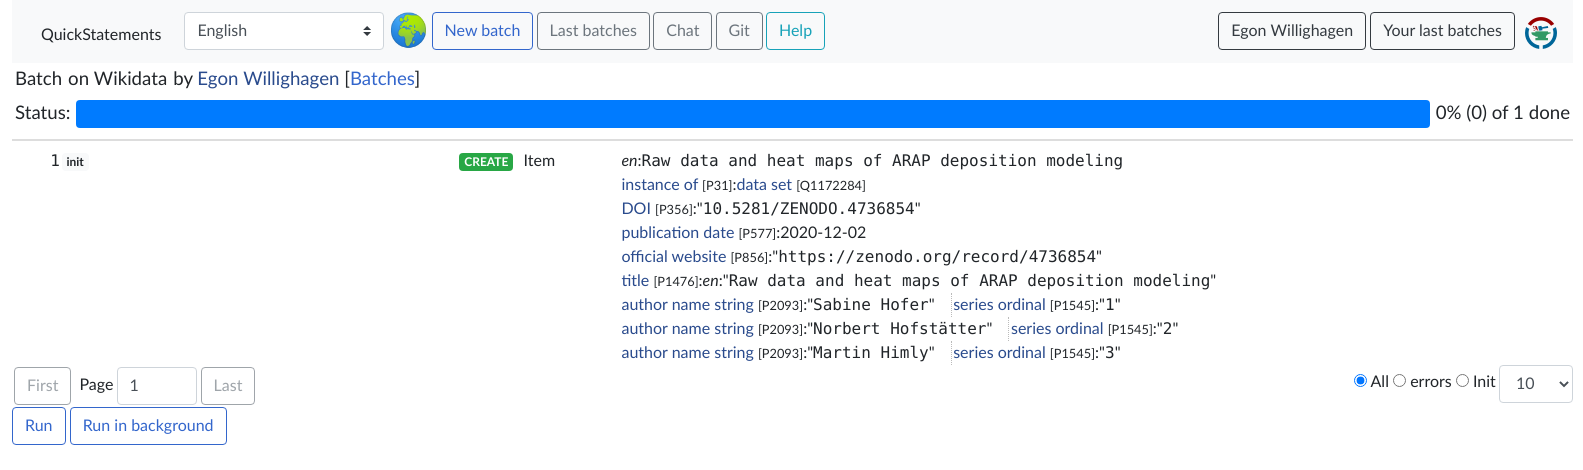 QuickStatements English New batch Last batches Chat Git Help Egon Willighagen Your last batches
Batch on Wikidata by Egon Willighagen [Batches]
Status: 0% (0) of 1 done
1 init CREATE Item en:Raw data and heat maps of ARAP deposition modeling
instance of [P31]:data set [Q1172284]
DOI [P356]:"10.5281/ZENODO.4736854"
publication date [P577]:2020-12-02
official website [P856]:"https://zenodo.org/record/4736854"
title [P1476]:en:"Raw data and heat maps of ARAP deposition modeling"
author name string [P2093]:"Sabine Hofer" series ordinal [P1545]:"1"
author name string [P2093]:"Norbert Hofstätter" series ordinal [P1545]:"2"
author name string [P2093]:"Martin Himly" series ordinal [P1545]:"3"
First Page 1 Last All errors Init 10
Run Run in background